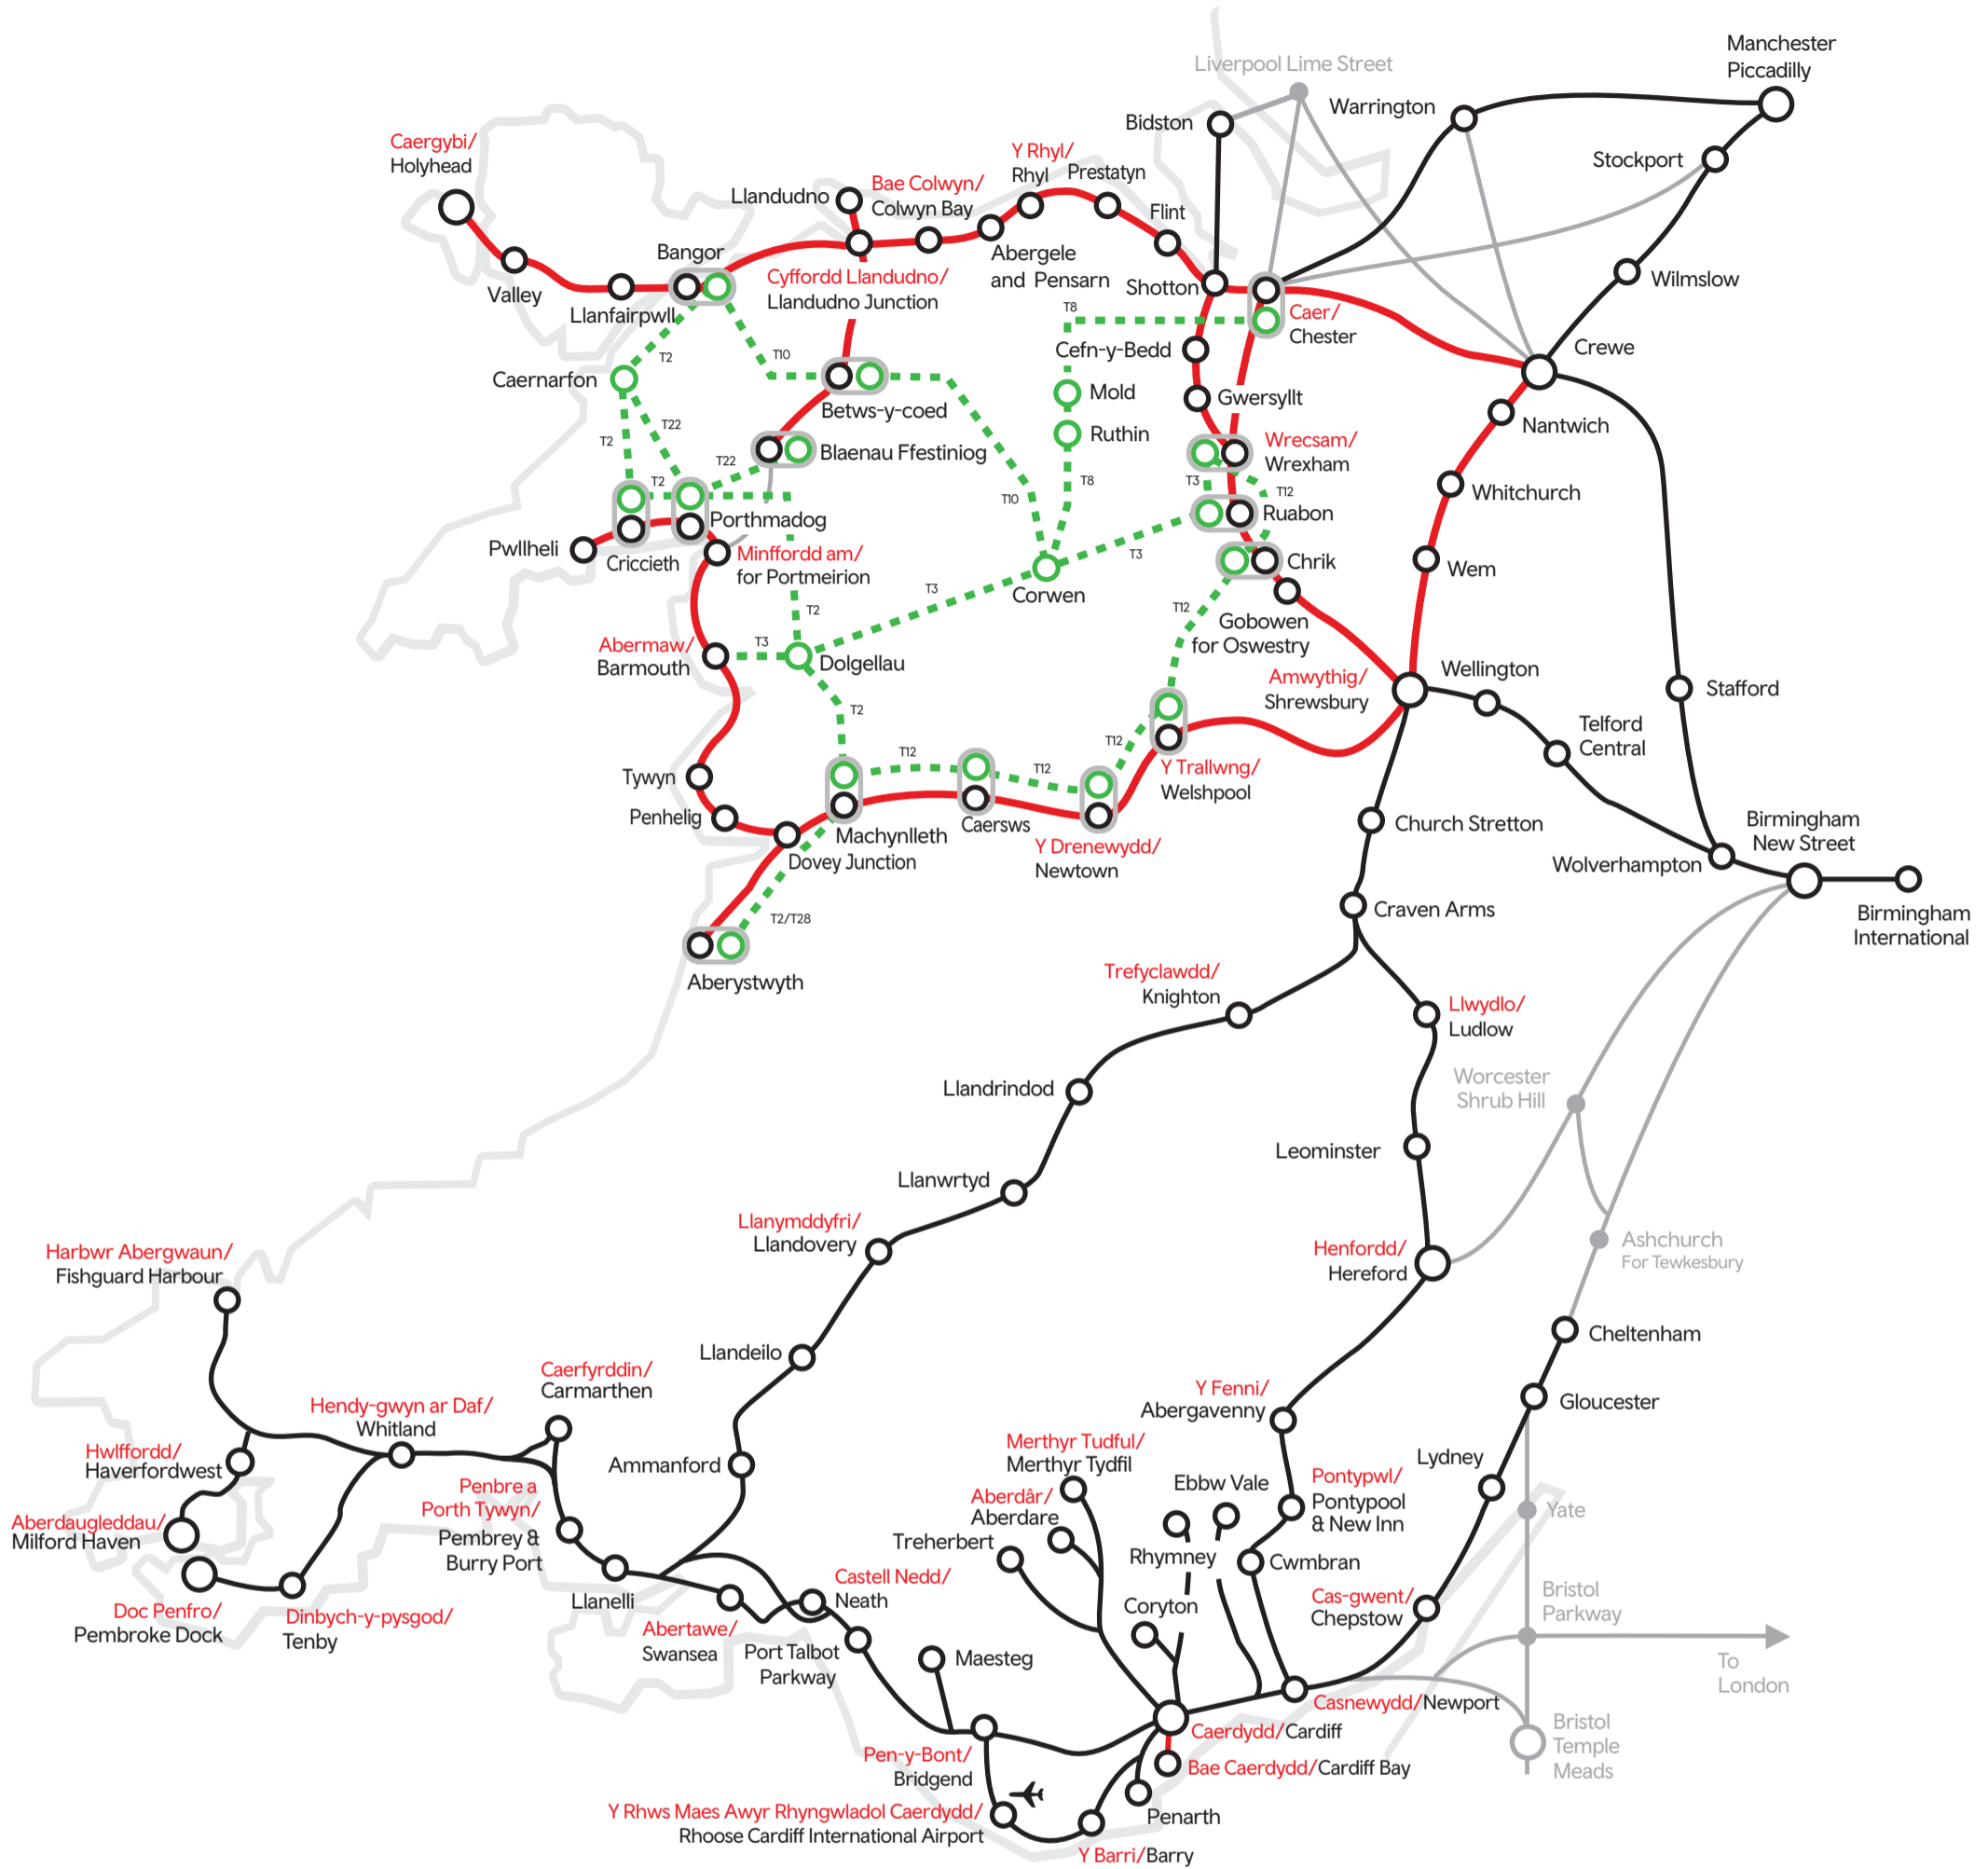 Manchester
Piccadilly
Liverpool Lime Street
Warrington
Bidston
Stockport
Caergybi/
Holyhead
Y Rhyl/
Rhyl
Prestatyn
Llandudno
Bae Colwyn/
Colwyn Bay
Flint
Bangor
Abergele
and Pensarn
Valley
Cyffordd Llandudno/
Llandudno Junction
Shotton
Wilmslow
Llanfairpwll
T8
Caer/
Chester
Crewe
T2
T10
Cefn-y-Bedd
Caernarfon
Mold
Gwersyllt
Betws-y-coed
T22
Nantwich
T2
Ruthin
Wrecsam/
Wrexham
Blaenau Ffestiniog
T22
T2
T10
T8
T3
T12
Whitchurch
Porthmadog
Ruabon
Pwllheli
Criccieth
Minffordd am/
for Portmeirion
T3
Chrik
Wem
Corwen
T3
T2
T12
Gobowen
for Oswestry
Abermaw/
Barmouth
T3
Dolgellau
Amwythig/
Shrewsbury
Wellington
Stafford
T2
Telford
Central
T12
T12
T12
Tywyn
Y Trallwng/
Welshpool
Penhelig
Machynlleth
Caersws
Church Stretton
Birmingham
New Street
Dovey Junction
Y Drenewydd/
Newtown
Wolverhampton
T2/T28
Craven Arms
Birmingham
International
Aberystwyth
Trefyclawdd/
Knighton
Llwydlo/
Ludlow
Llandrindod
Worcester
Shrub Hill
Leominster
Llanwrtyd
Llanymddyfri/
Llandovery
Harbwr Abergwaun/
Fishguard Harbour
Henfordd/
Hereford
Ashchurch
For Tewkesbury
Cheltenham
Llandeilo
Caerfyrddin/
Carmarthen
Y Fenni/
Abergavenny
Gloucester
Hendy-gwyn ar Daf/
Whitland
Hwlffordd/
Haverfordwest
Ammanford
Merthyr Tudful/
Merthyr Tydfil
Lydney
Penbre a
Porth Tywyn/
Pembrey &
Burry Port
Ebbw Vale
Pontypwl/
Pontypool
& New Inn
Aberdâr/
Aberdare
Yate
Aberdaugleddau/
Milford Haven
Treherbert
Rhymney
Cwmbran
Castell Nedd/
Neath
Bristol
Parkway
Llanelli
Coryton
Cas-gwent/
Chepstow
Doc Penfro/
Pembroke Dock
Dinbych-y-pysgod/
Tenby
Abertawe/
Swansea
Port Talbot
Parkway
Maesteg
To
London
Casnewydd/Newport
Caerdydd/Cardiff
Bristol
Temple
Meads
Pen-y-Bont/
Bridgend
Bae Caerdydd/Cardiff Bay
Y Rhws Maes Awyr Rhyngwladol Caerdydd/
Rhoose Cardiff International Airport
Penarth
Y Barri/Barry